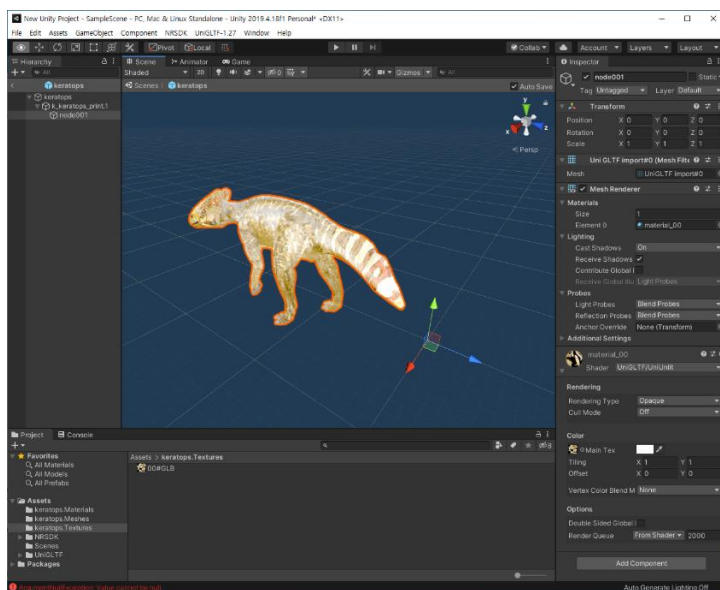 New Unity Project - SampleScene - PC, Mac & Linux Standalone - Unity 2019.4.18f1 Personal* <DX11>
File Edit Assets GameObject Component NRSDK UniGLTF-1.27 Window Help
Pivot Local Collab Account Layers Layout
Hierarchy
All
keratops
keratops
k_keratops_print.1
node001
Scene Animator Game
Shaded 2D Gizmos All
Scenes keratops Auto Save
y
x
z
Persp
Inspector
node001 Static
Tag Untagged Layer Default
Transform
Position X 0 Y 0 Z 0
Rotation X 0 Y 0 Z 0
Scale X 1 Y 1 Z 1
Uni GLTF import#0 (Mesh Filte
Mesh UniGLTF import#0
Mesh Renderer
Materials
Size 1
Element 0 material_00
Lighting
Cast Shadows On
Receive Shadows
Contribute Global I
Receive Global Illu Light Probes
Probes
Light Probes Blend Probes
Reflection Probes Blend Probes
Anchor Override None (Transform)
Additional Settings
material_00
Shader UniGLTF/UniUnlit
Rendering
Rendering Type Opaque
Cull Mode Off
Color
Main Tex
Tiling X 1 Y 1
Offset X 0 Y 0
Vertex Color Blend M None
Options
Double Sided Global I
Render Queue From Shader 2000
Add Component
Project Console
Favorites
All Materials
All Models
All Prefabs
Assets
keratops.Materials
keratops.Meshes
keratops.Textures
NRSDK
Scenes
UniGLTF
Packages
Assets > keratops.Textures
00#GLB
8
ArgumentNullException: Value cannot be null.
Auto Generate Lighting Off